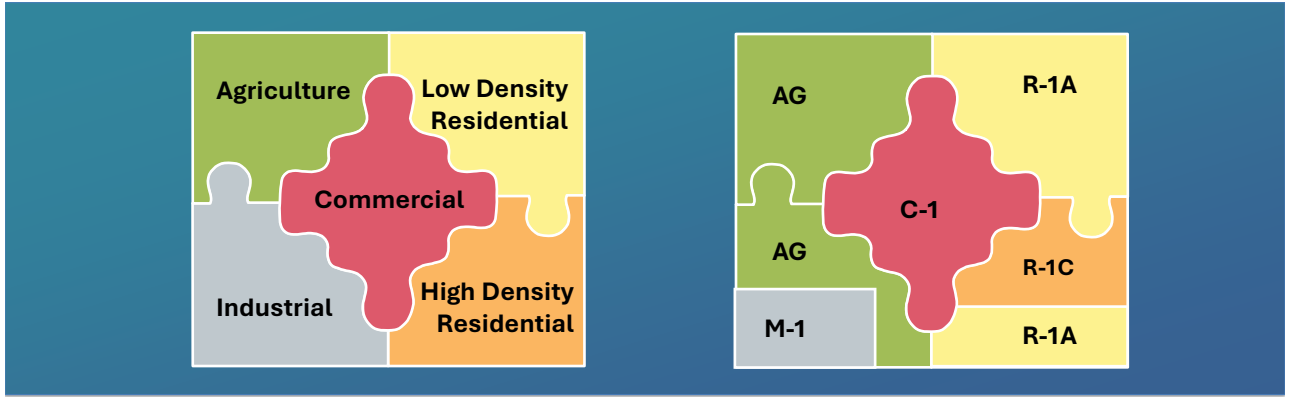 Agriculture
Low Density
Residential
Commercial
Industrial
High Density
Residential
AG
R-1A
C-1
AG
R-1C
M-1
R-1A